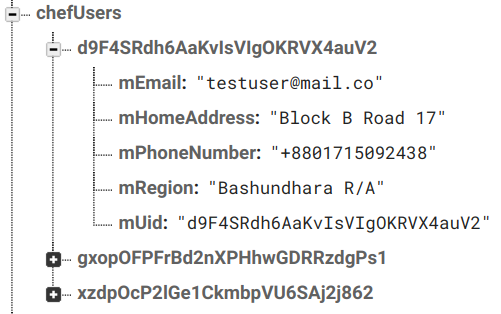 chefUsers
d9F4SRdh6AaKvIsVIgOKRVX4auV2
mEmail: "testuser@mail.co"
mHomeAddress: "Block B Road 17"
mPhoneNumber: "+8801715092438"
mRegion: "Bashundhara R/A"
mUid: "d9F4SRdh6AaKvIsVIgOKRVX4auV2"
gxopOFPFrBd2nXPHhwGDRRzdgPs1
xzdpOcP2lGe1CkmbpVU6SAj2j862